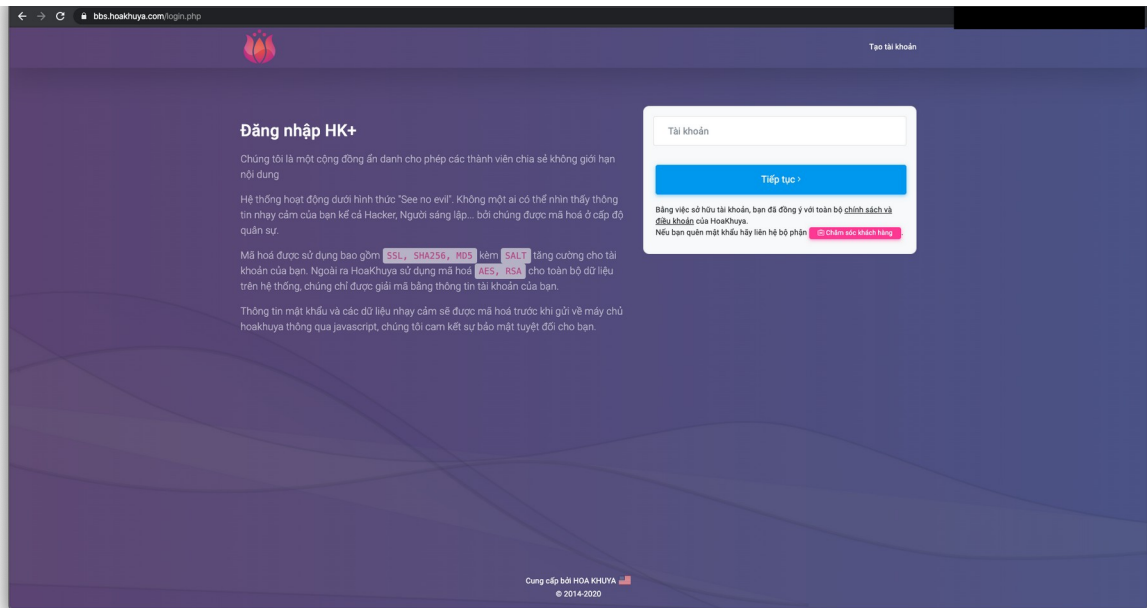 bbs.hoakhuya.com/login.php
Tạo tài khoản
Đăng nhập HK+
Chúng tôi là một cộng đồng ẩn danh cho phép các thành viên chia sẻ không giới hạn
nội dung
Hệ thống hoạt động dưới hình thức "See no evil". Không một ai có thể nhìn thấy thông
tin nhạy cảm của bạn kể cả Hacker, Người sáng lập... bởi chúng được mã hoá ở cấp độ
quân sự.
Mã hoá được sử dụng bao gồm SSL, SHA256, MD5 kèm SALT tăng cường cho tài
khoản của bạn. Ngoài ra HoaKhuya sử dụng mã hoá AES, RSA cho toàn bộ dữ liệu
trên hệ thống, chúng chỉ được giải mã bằng thông tin tài khoản của bạn.
Thông tin mật khẩu và các dữ liệu nhạy cảm sẽ được mã hoá trước khi gửi về máy chủ
hoakhuya thông qua javascript, chúng tôi cam kết sự bảo mật tuyệt đối cho bạn.
Tài khoản
Tiếp tục ›
Bằng việc sở hữu tài khoản, bạn đã đồng ý với toàn bộ chính sách và
điều khoản của HoaKhuya.
Nếu bạn quên mật khẩu hãy liên hệ bộ phận Chăm sóc khách hàng .
Cung cấp bởi HOA KHUYA
© 2014-2020